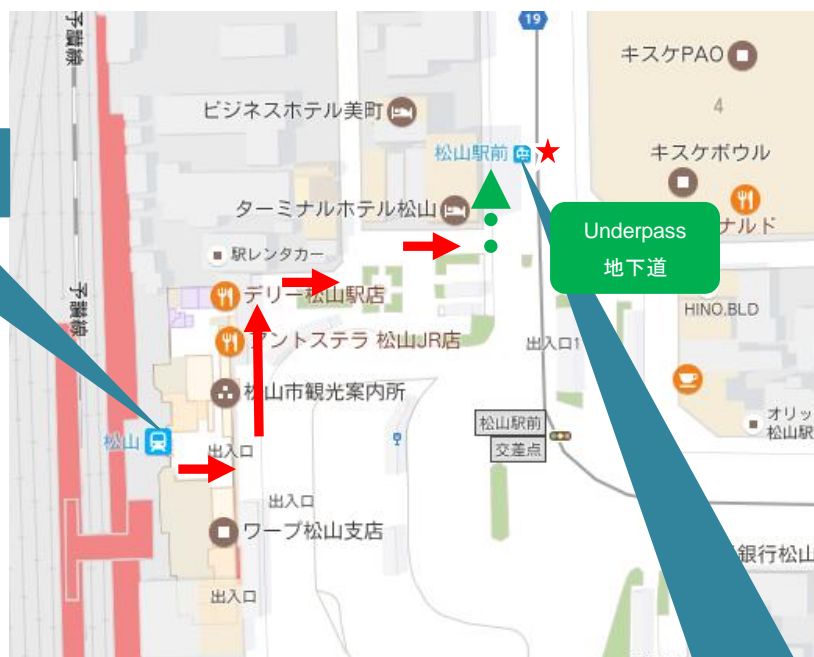 予讃線
19
キスケPAO
4
ビジネスホテル美町
松山駅前
キスケボウル
ターミナルホテル松山
Underpass
地下道
ナルド
駅レンタカー
予讃線
デリー松山駅店
HINO.BLD
アントステラ 松山JR店
出入口1
松山市観光案内所
オリッ
松山駅
松山駅前
交差点
松山
出入口
出入口
ワープ松山支店
銀行松山
出入口